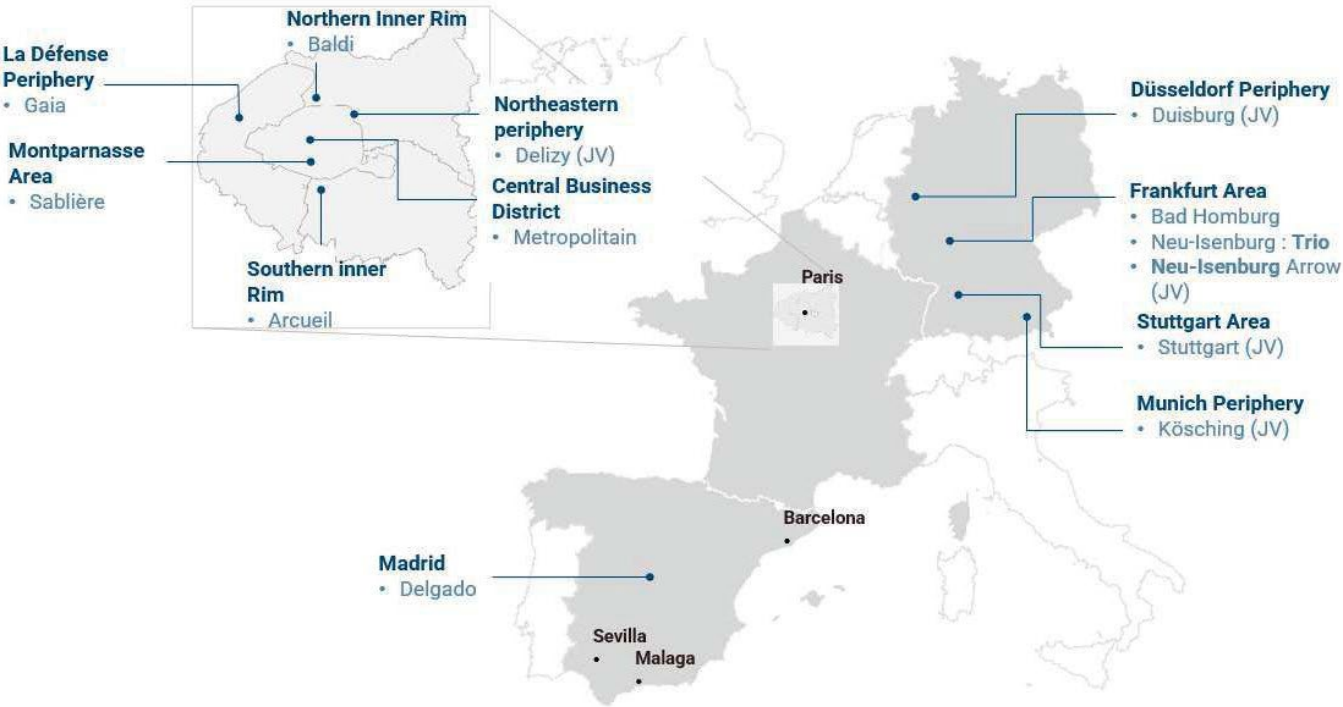 Northern Inner Rim
• Baldi
La Défense
Periphery
• Gaia
Montparnasse
Area
• Sablière
Northeastern
periphery
• Delizy (JV)
Central Business
District
• Metropolitain
Southern inner
Rim
• Arcueil
Paris
Düsseldorf Periphery
• Duisburg (JV)
Frankfurt Area
• Bad Homburg
• Neu-Isenburg : Trio
• Neu-Isenburg Arrow
(JV)
Stuttgart Area
• Stuttgart (JV)
Munich Periphery
• Kösching (JV)
Barcelona
Madrid
• Delgado
Sevilla
Malaga